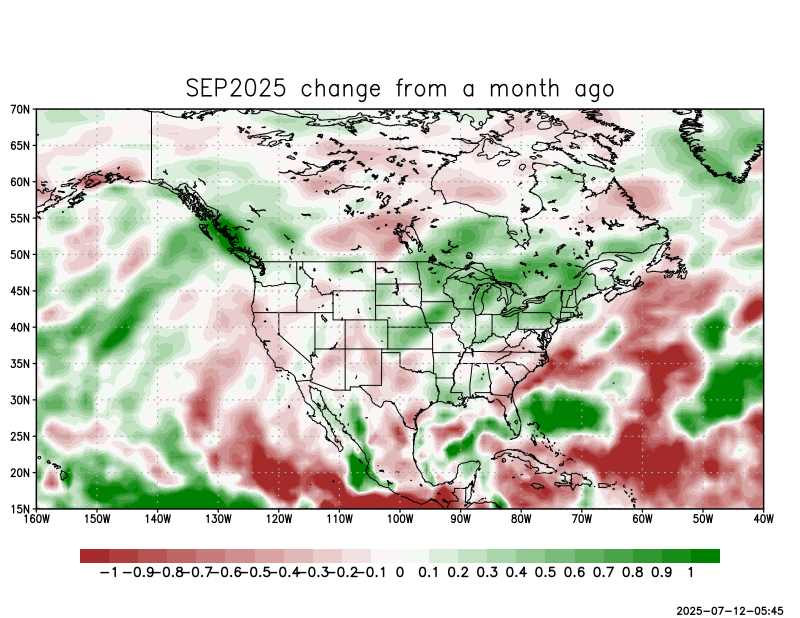 SEP2025 change from a month ago
70N
65N
60N
55N
50N
45N
40N
35N
30N
25N
20N
15N
160W 150W 140W 130W 120W 110W 100W 90W 80W 70W 60W 50W 40W
-1 -0.9 -0.8 -0.7 -0.6 -0.5 -0.4 -0.3 -0.2 -0.1 0 0.1 0.2 0.3 0.4 0.5 0.6 0.7 0.8 0.9 1
2025-07-12-05:45